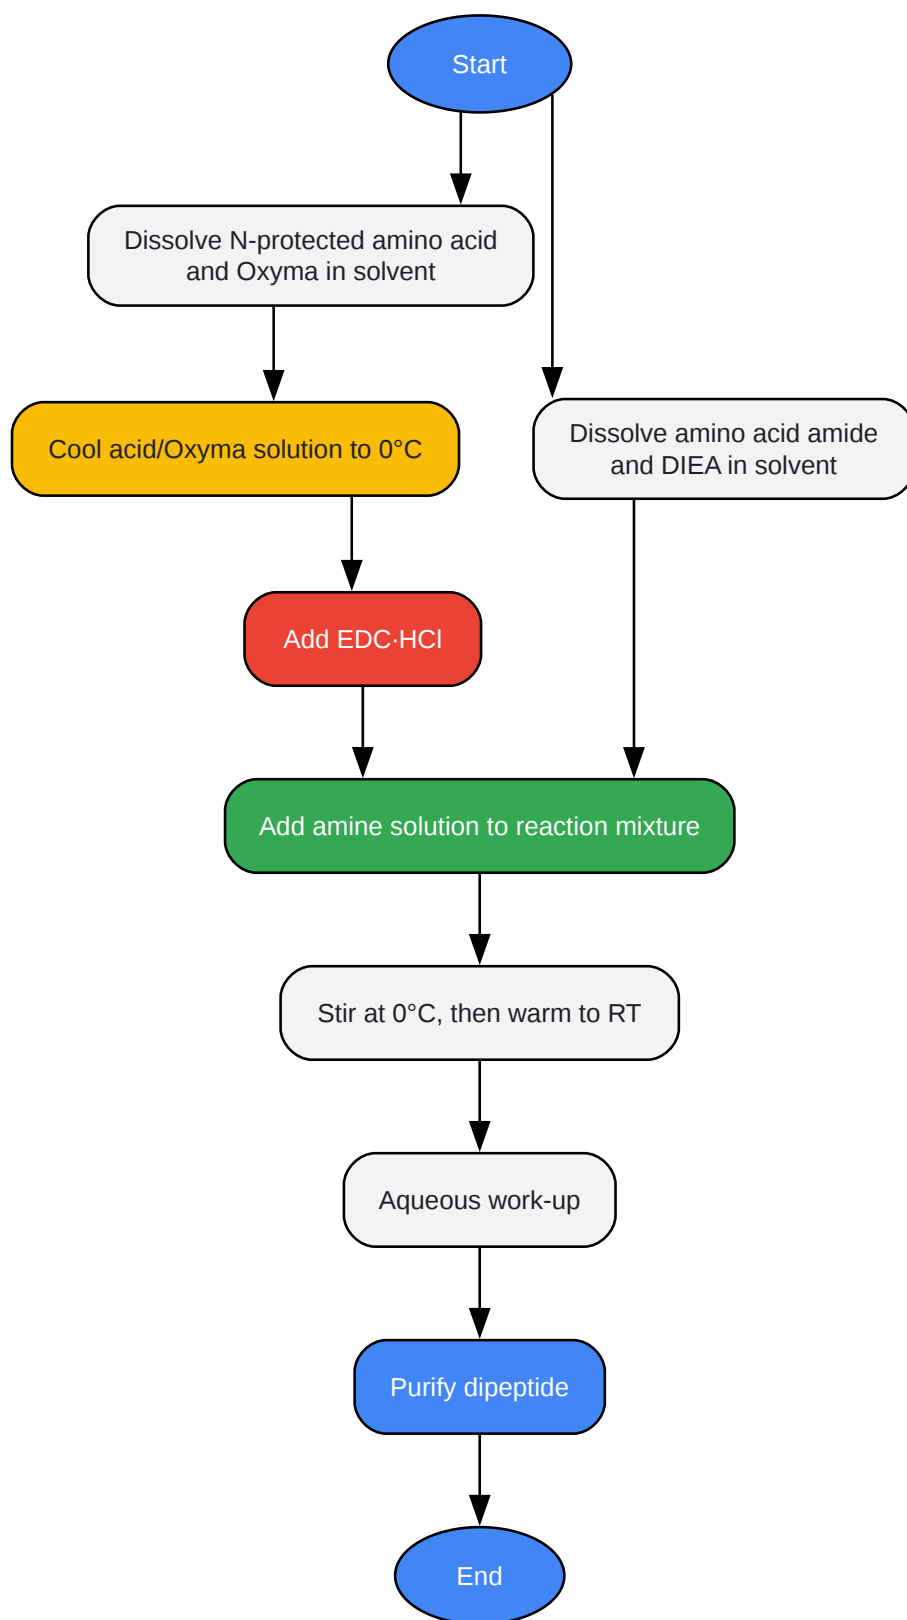 Start
Dissolve N-protected amino acid
and Oxyma in solvent
Cool acid/Oxyma solution to 0°C
Dissolve amino acid amide
and DIEA in solvent
Add EDC·HCl
Add amine solution to reaction mixture
Stir at 0°C, then warm to RT
Aqueous work-up
Purify dipeptide
End